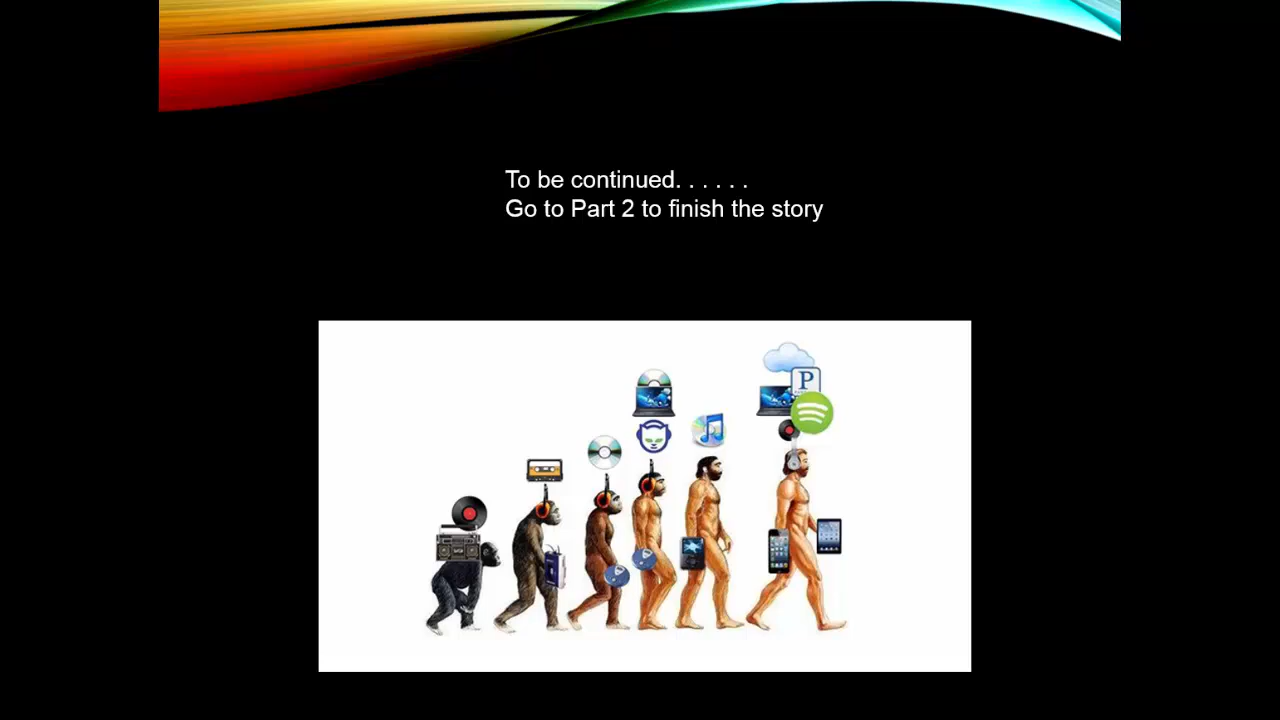 To be continued. . . . . .
Go to Part 2 to finish the story
P